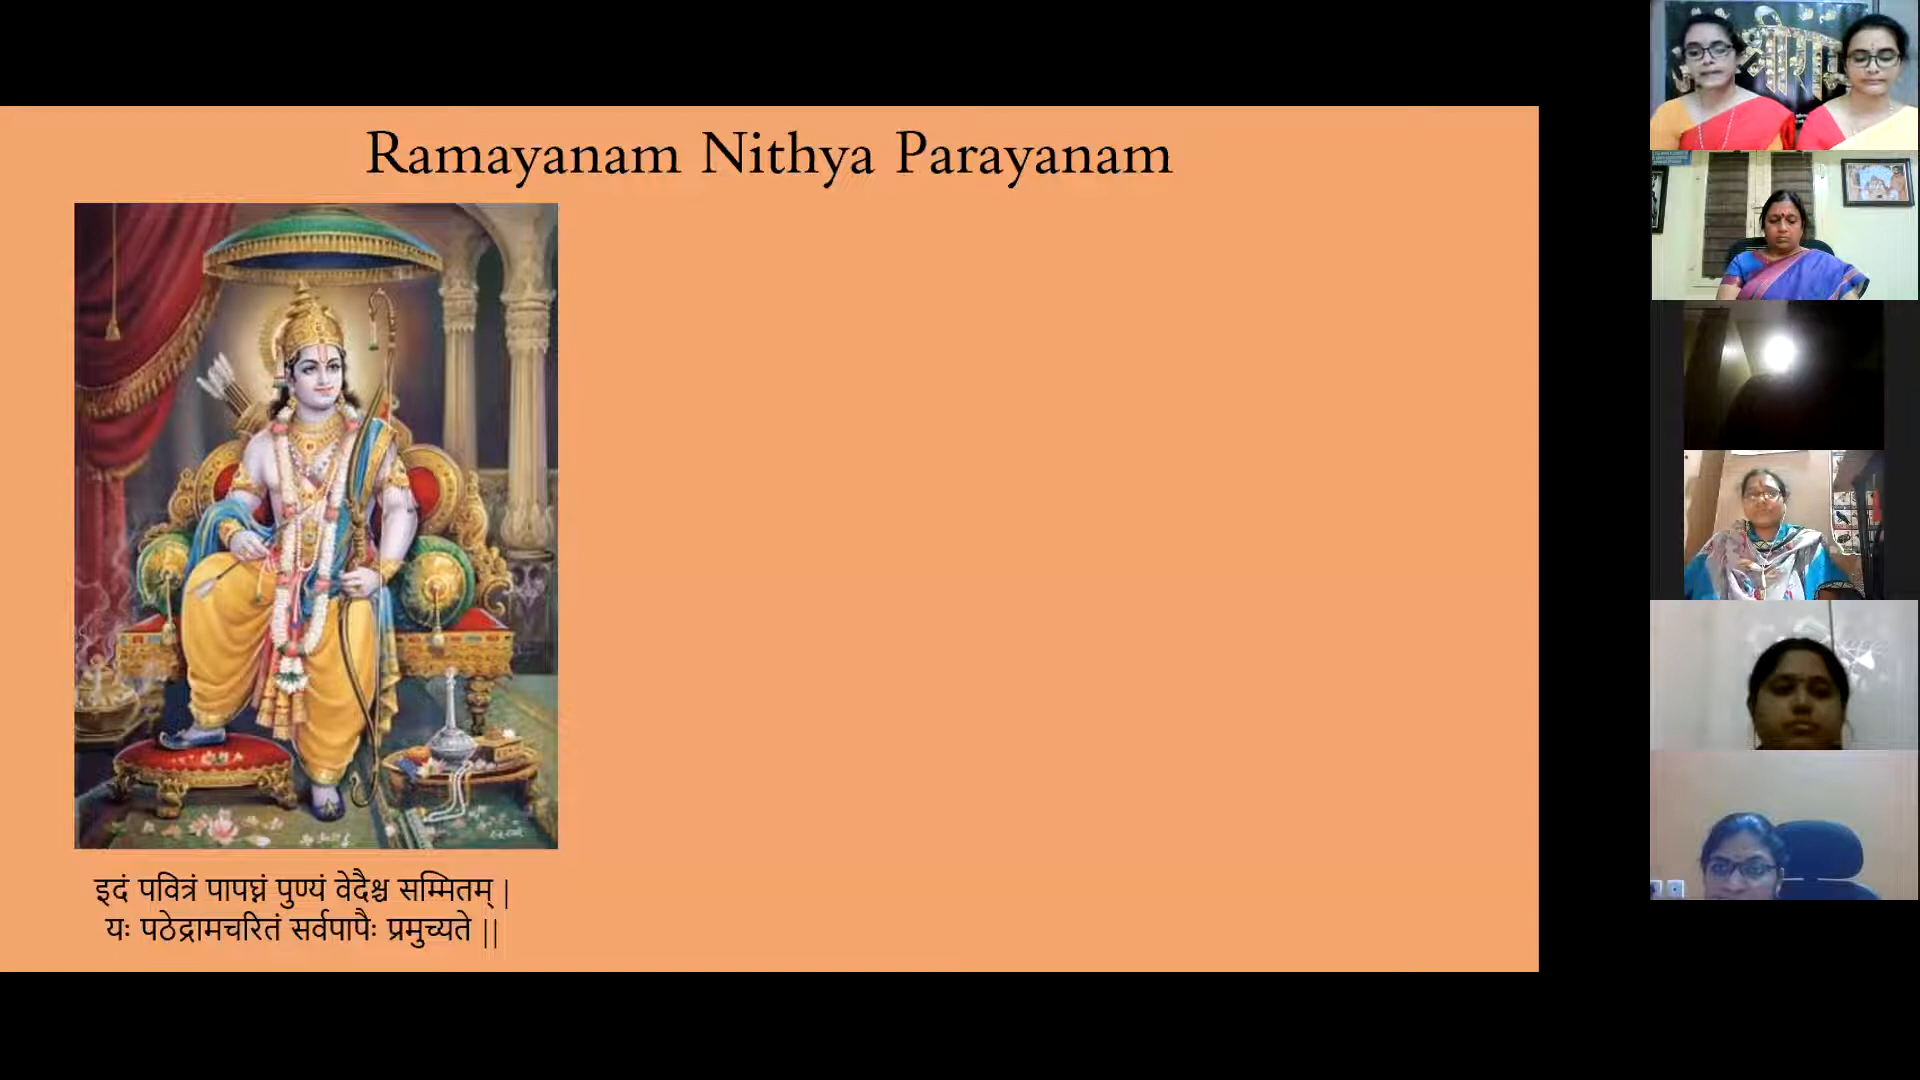 Ramayanam Nithya Parayanam
इदं पवित्रं पापघ्नं पुण्यं वेदैश्च सम्मितम् |
यः पठेद्रामचरितं सर्वपापैः प्रमुच्यते ||